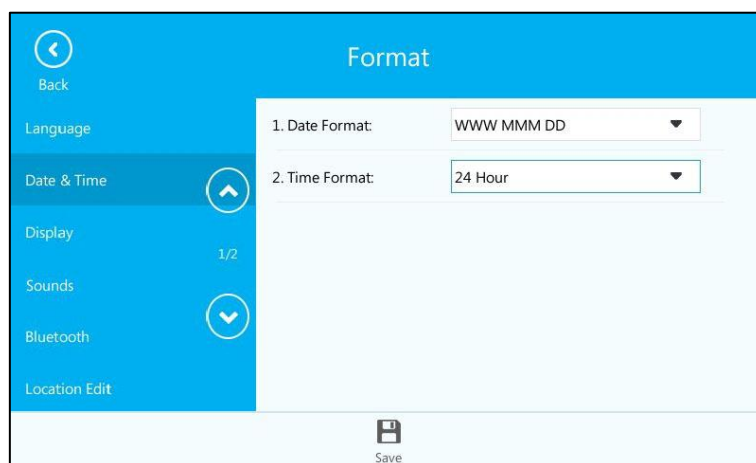 Format
Back
Language
Date & Time
Display
1/2
Sounds
Bluetooth
Location Edit
1. Date Format: WWW MMM DD
2. Time Format: 24 Hour
Save